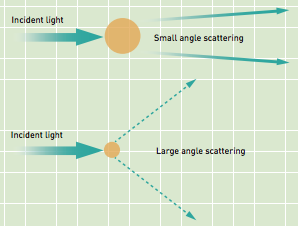 Incident light
Small angle scattering
Incident light
Large angle scattering